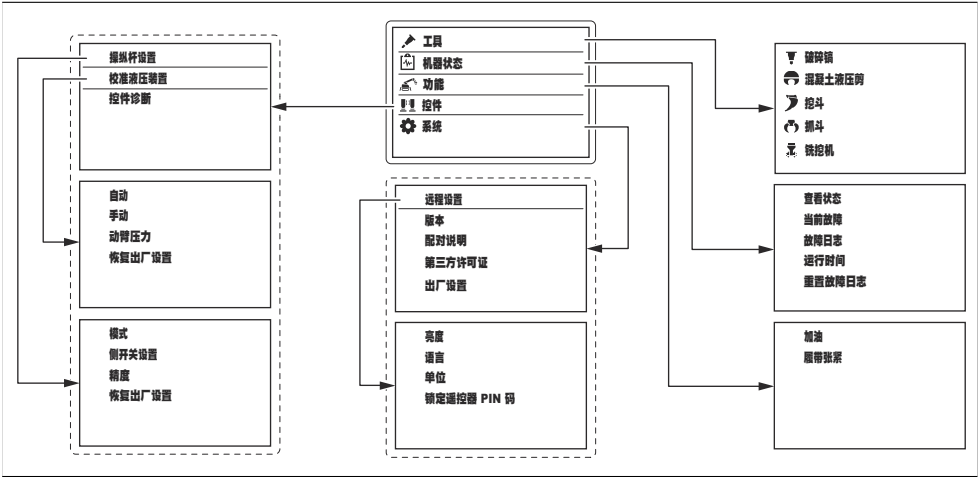 工具
机器状态
功能
控件
系统
操纵杆设置
校准液压装置
控件诊断
自动
手动
动臂压力
恢复出厂设置
模式
侧开关设置
精度
恢复出厂设置
远程设置
版本
配对说明
第三方许可证
出厂设置
亮度
语言
单位
锁定遥控器 PIN 码
破碎镐
混凝土液压剪
挖斗
抓斗
铣挖机
查看状态
当前故障
故障日志
运行时间
重置故障日志
加油
履带张紧